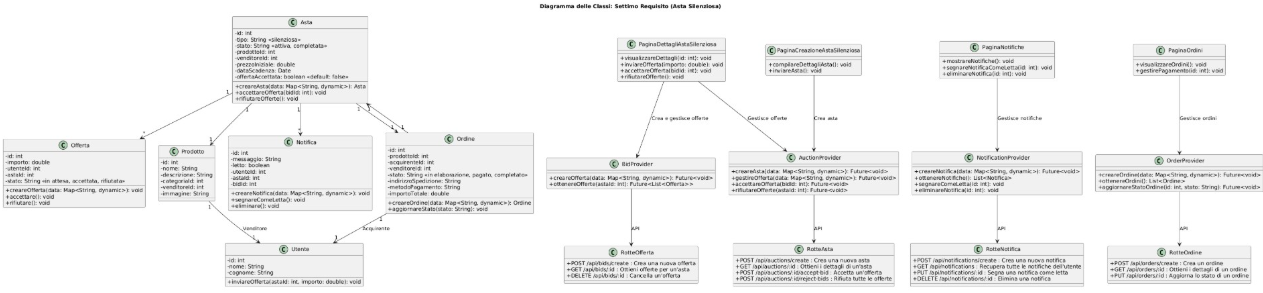 Diagramma delle Classi: Settimo Requisito (Asta Silenziosa)
C Asta
-id: int
-tipo: String «silenziosa»
-stato: String «attiva, completata»
-prodottoId: int
-venditoreId: int
-prezzoIniziale: double
-dataScadenza: Date
-offertaAccettata: boolean «default: false»
+creareAsta(data: Map<String, dynamic>): Asta
+accettareOfferta(bidId: int): void
+rifiutareOfferte(): void
C Offerta
-id: int
-importo: double
-utenteId: int
-astaId: int
-stato: String «in attesa, accettata, rifiutata»
+creareOfferta(data: Map<String, dynamic>): void
+accettare(): void
+rifiutare(): void
C Prodotto
-id: int
-nome: String
-descrizione: String
-categoriaId: int
-venditoreId: int
-immagine: String
C Notifica
-id: int
-messaggio: String
-letto: boolean
-utenteId: int
-astaId: int
-bidId: int
+creareNotifica(data: Map<String, dynamic>): void
+segnareComeLetta(): void
+eliminare(): void
C Ordine
-id: int
-prodottoId: int
-acquirenteId: int
-venditoreId: int
-stato: String «in elaborazione, pagato, completato»
-indirizzoSpedizione: String
-metodoPagamento: String
-importoTotale: double
+creareOrdine(data: Map<String, dynamic>): Ordine
+aggiornareStato(stato: String): void
Venditore
Acquirente
C Utente
-id: int
-nome: String
-cognome: String
+inviareOfferta(astaId: int, importo: double): void
C PaginaDettagliAstaSilenziosa
+visualizzareDettagli(id: int): void
+inviareOfferta(importo: double): void
+accettareOfferta(bidId: int): void
+rifiutareOfferte(): void
C PaginaCreazioneAstaSilenziosa
+compilareDettagliAsta(): void
+inviareAsta(): void
C PaginaNotifiche
+mostrareNotifiche(): void
+segnareNotificaComeLetta(id: int): void
+eliminareNotifica(id: int): void
C PaginaOrdini
+visualizzareOrdini(): void
+gestirePagamento(id: int): void
Crea e gestisce offerte
Gestisce offerte
Crea asta
Gestisce notifiche
Gestisce ordini
C BidProvider
+creareOfferta(data: Map<String, dynamic>): Future<void>
+ottenereOfferte(astaId: int): Future<List<Offerta>>
C AuctionProvider
+creareAsta(data: Map<String, dynamic>): Future<void>
+gestireOfferta(data: Map<String, dynamic>): Future<void>
+accettareOfferta(bidId: int): Future<void>
+rifiutareOfferte(astaId: int): Future<void>
C NotificationProvider
+creareNotifica(data: Map<String, dynamic>): Future<void>
+ottenereNotifiche(): List<Notifica>
+segnareComeLetta(id: int): void
+eliminareNotifica(id: int): void
C OrderProvider
+creareOrdine(data: Map<String, dynamic>): Future<void>
+ottenereOrdini(): List<Ordine>
+aggiornareStatoOrdine(id: int, stato: String): Future<void>
API
API
API
API
C RotteOfferta
+POST /api/bids/create : Crea una nuova offerta
+GET /api/bids/:id : Ottieni offerte per un'asta
+DELETE /api/bids/:id : Cancella un'offerta
C RotteAsta
+POST /api/auctions/create : Crea una nuova asta
+GET /api/auctions/:id : Ottieni i dettagli di un'asta
+POST /api/auctions/:id/accept-bid : Accetta un'offerta
+POST /api/auctions/:id/reject-bids : Rifiuta tutte le offerte
C RotteNotifica
+POST /api/notifications/create : Crea una nuova notifica
+GET /api/notifications : Recupera tutte le notifiche dell'utente
+PUT /api/notifications/:id : Segna una notifica come letta
+DELETE /api/notifications/:id : Elimina una notifica
C RotteOrdine
+POST /api/orders/create : Crea un ordine
+GET /api/orders/:id : Ottieni i dettagli di un ordine
+PUT /api/orders/:id : Aggiorna lo stato di un ordine